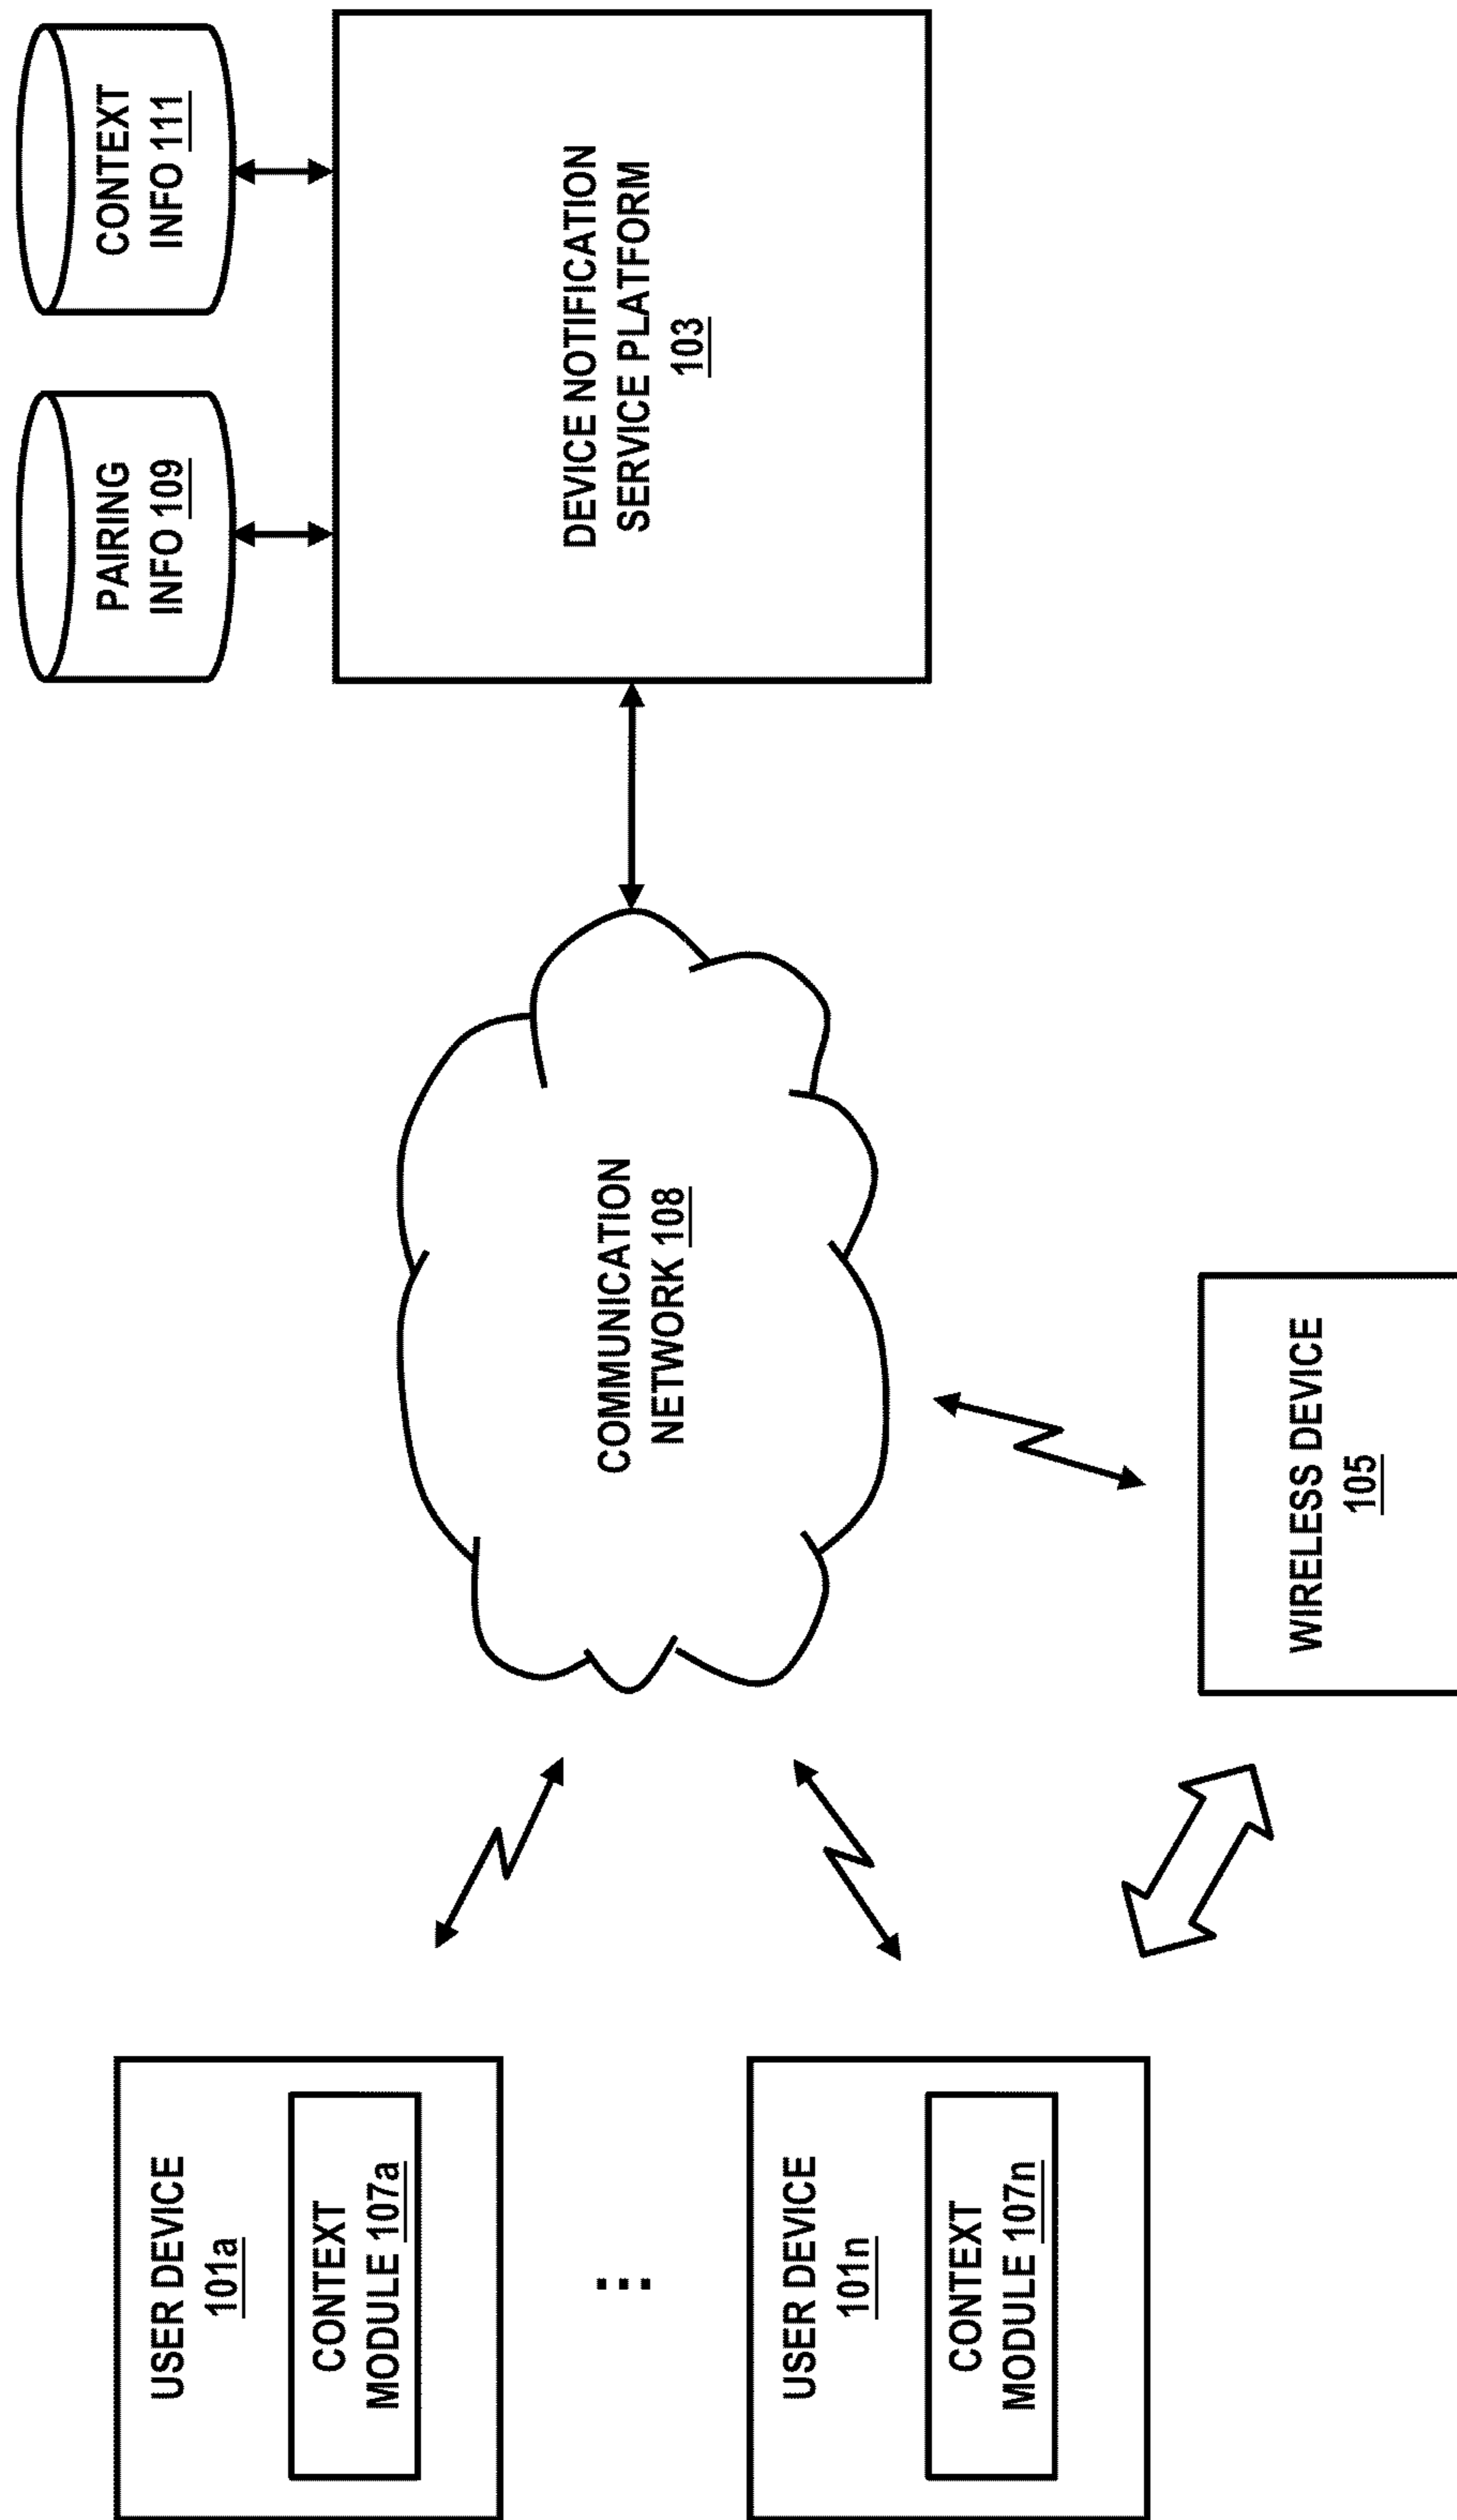 USER DEVICE
101a
CONTEXT
MODULE 107a
...
USER DEVICE
101n
CONTEXT
MODULE 107n
COMMUNICATION
NETWORK 108
WIRELESS DEVICE
105
PAIRING
INFO 109
CONTEXT
INFO 111
DEVICE NOTIFICATION
SERVICE PLATFORM
103